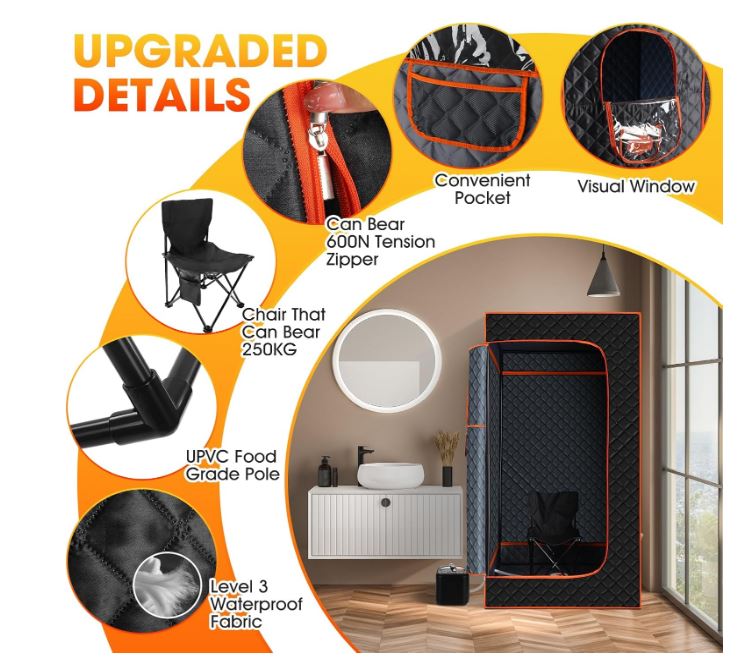 UPGRADED
DETAILS
Convenient
Pocket
Visual Window
Can Bear
600N Tension
Zipper
Chair That
Can Bear
250KG
UPVC Food
Grade Pole
Level 3
Waterproof
Fabric